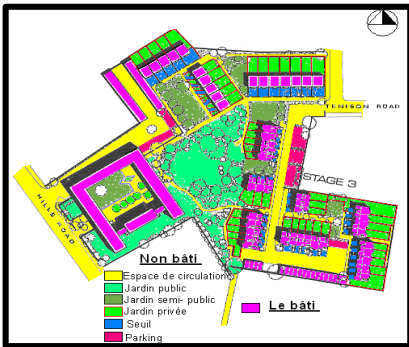 TENISON ROAD
STAGE 3
HILLS ROAD
Non bâti
Espace de circulation
Jardin public
Jardin semi- public
Jardin privée
Seuil
Parking
Le bâti